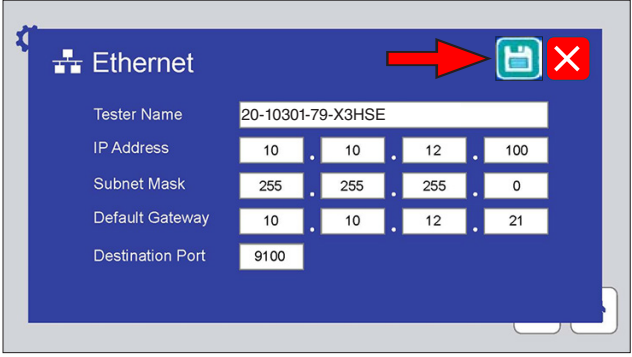 Ethernet
Tester Name 20-10301-79-X3HSE
IP Address 10 . 10 . 12 . 100
Subnet Mask 255 . 255 . 255 . 0
Default Gateway 10 . 10 . 12 . 21
Destination Port 9100